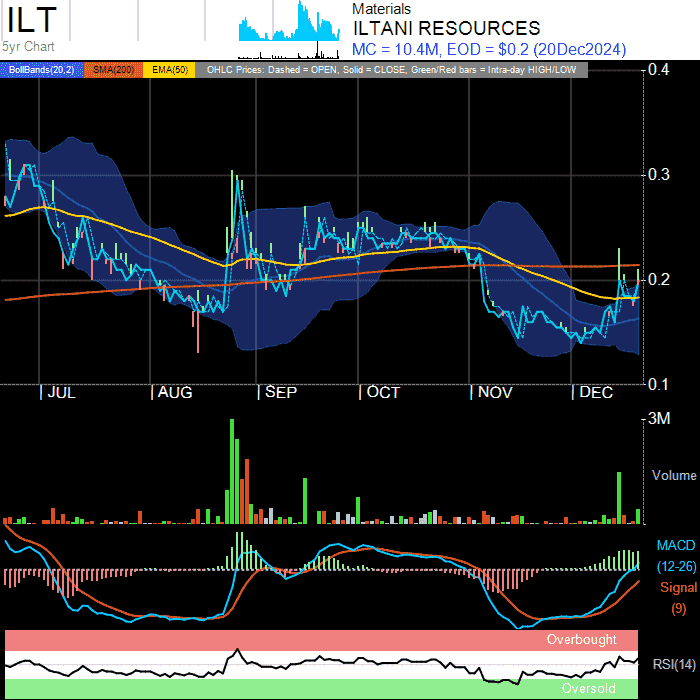 ILT
5yr Chart
Materials
ILTANI RESOURCES
MC = 10.4M, EOD = $0.2 (20Dec2024)
BollBands(20,2) SMA(200) EMA(50) OHLC Prices: Dashed = OPEN, Solid = CLOSE, Green/Red bars = Intra-day HIGH/LOW
0.4
0.3
0.2
0.1
| JUL | AUG | SEP | OCT | NOV | DEC
3M
Volume
MACD
(12-26)
Signal
(9)
Overbought
RSI(14)
Oversold